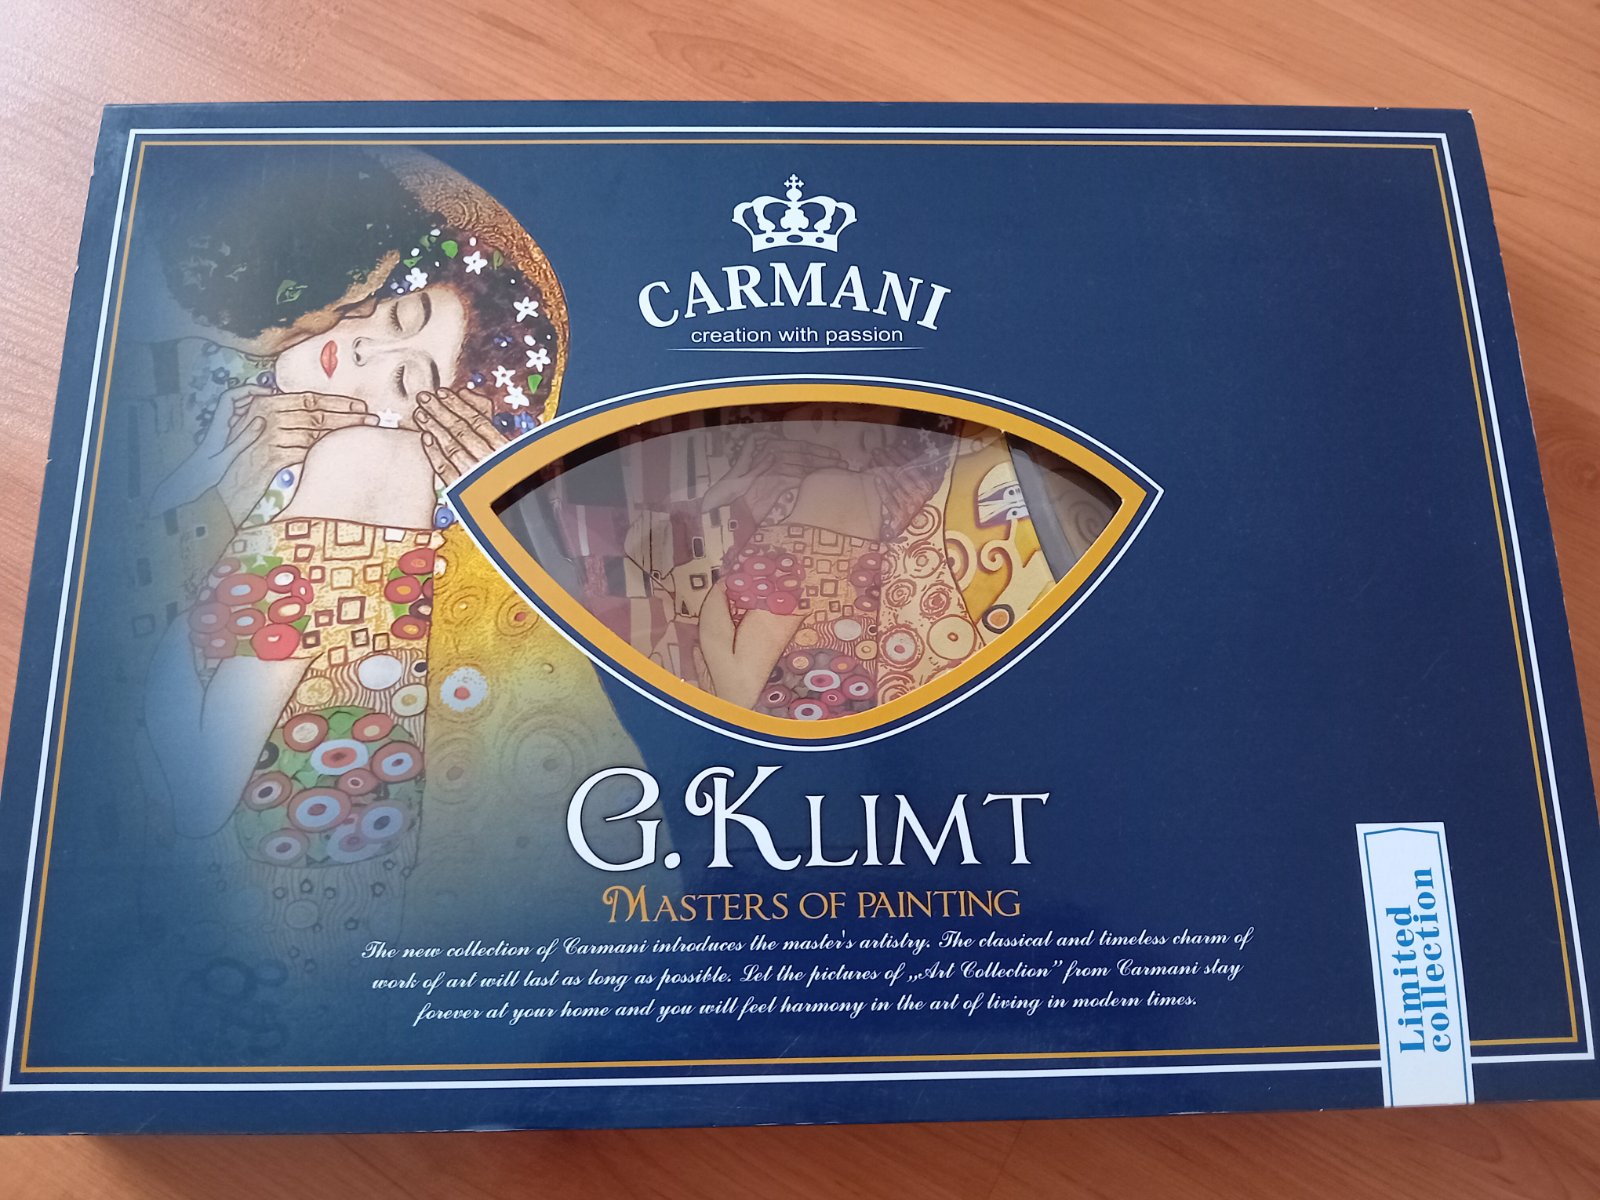 CARMANI
creation with passion
G. KLIMT
MASTERS OF PAINTING
The new collection of Carmani introduces the master's artistry. The classical and timeless charm of
work of art will last as long as possible. Let the pictures of „Art Collection” from Carmani stay
forever at your home and you will feel harmony in the art of living in modern times.
Limited
collection